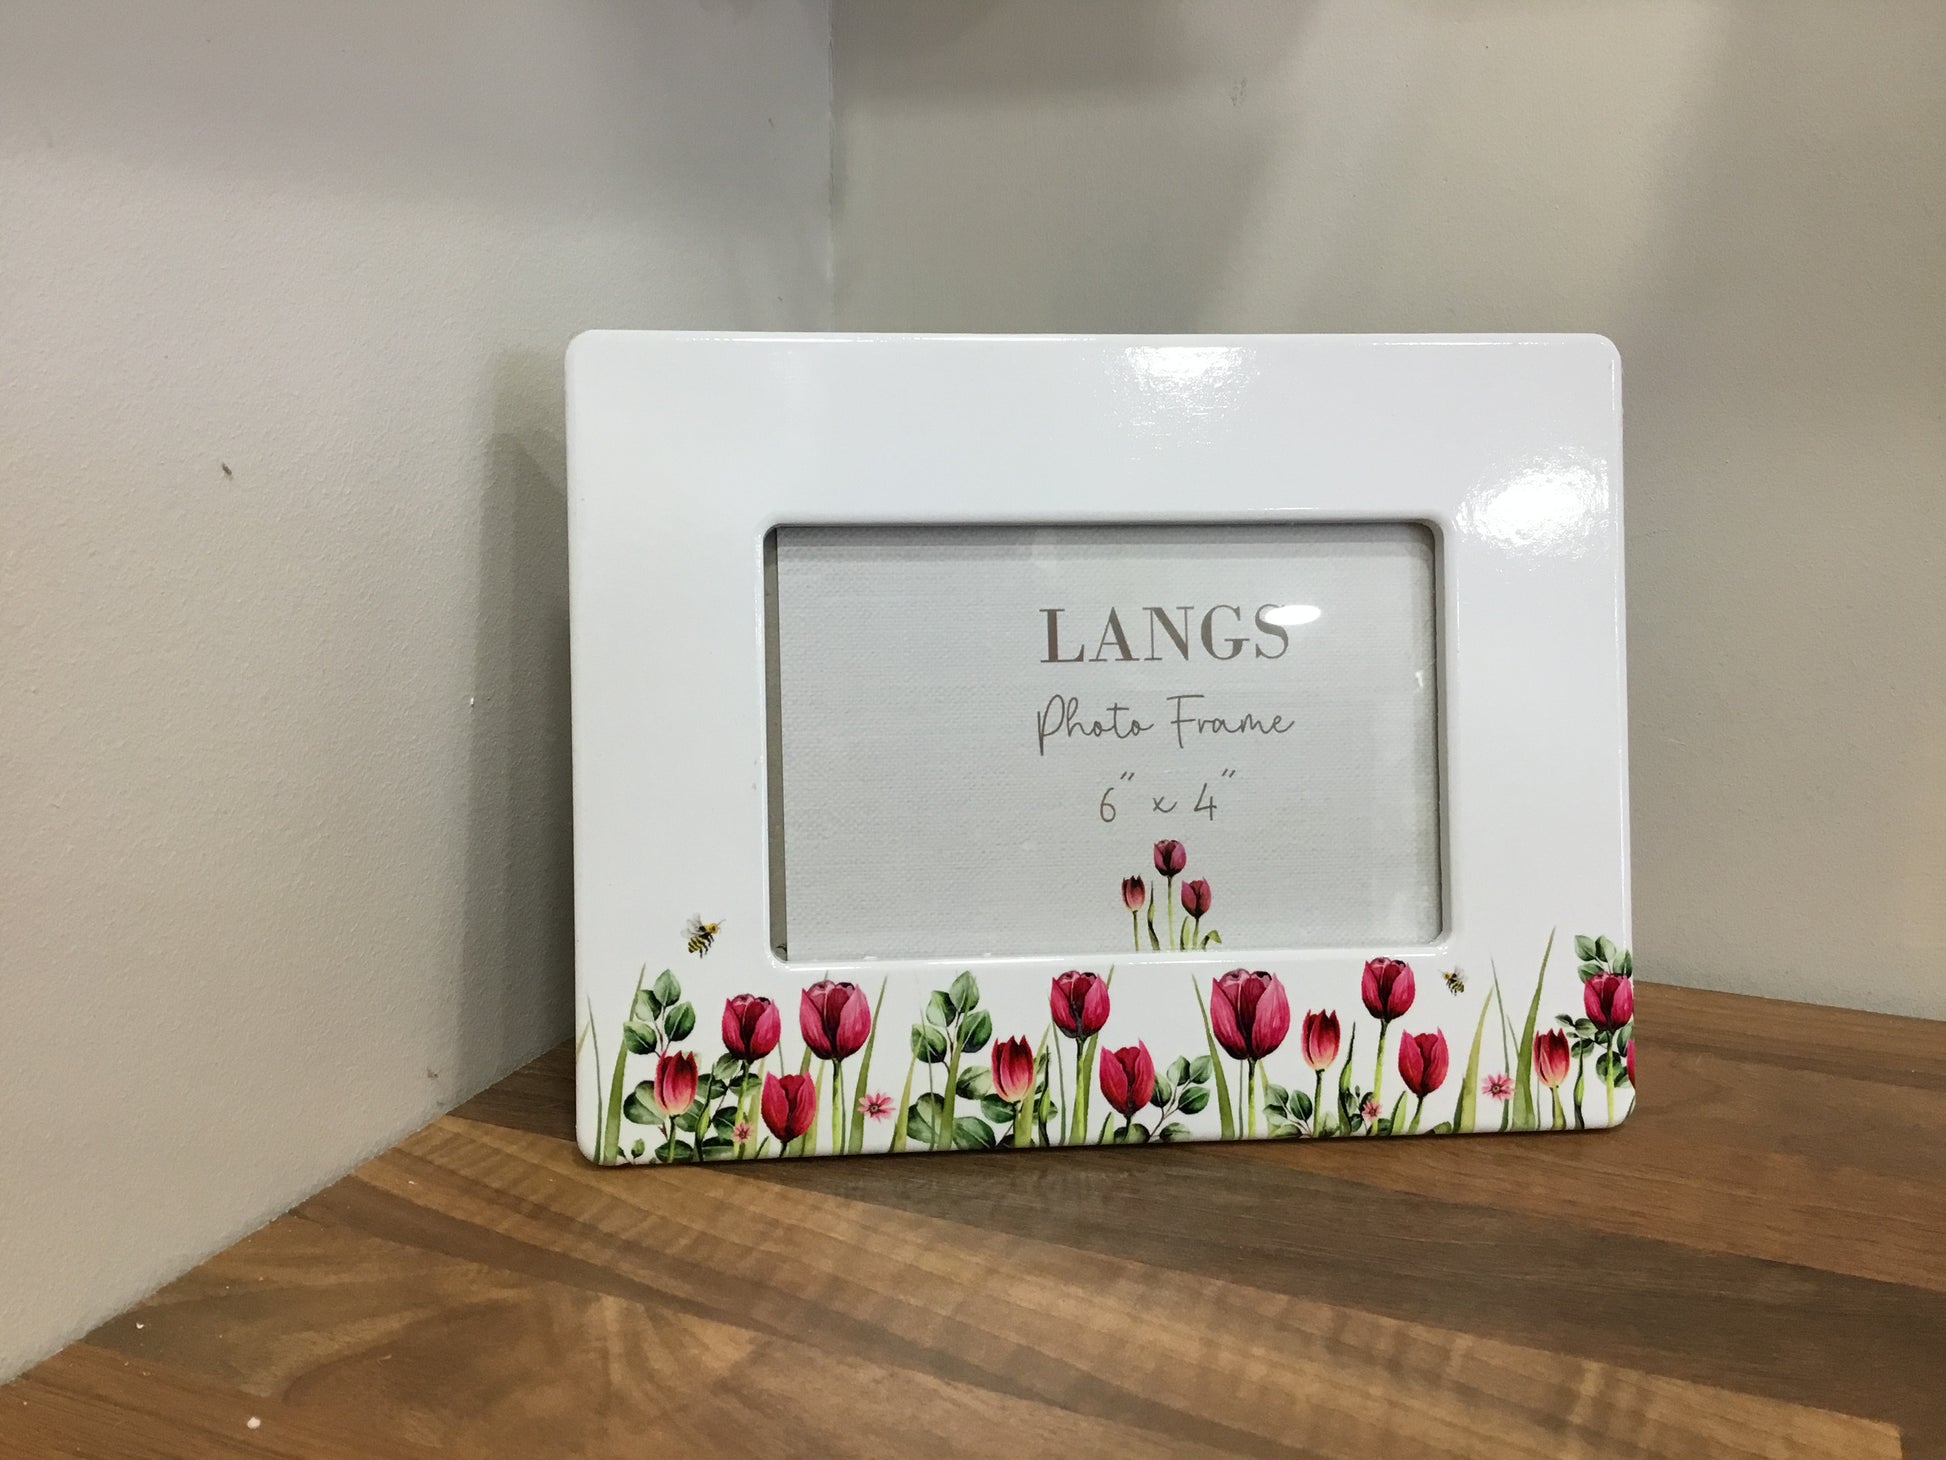 LANGS
Photo Frame
6" x 4"